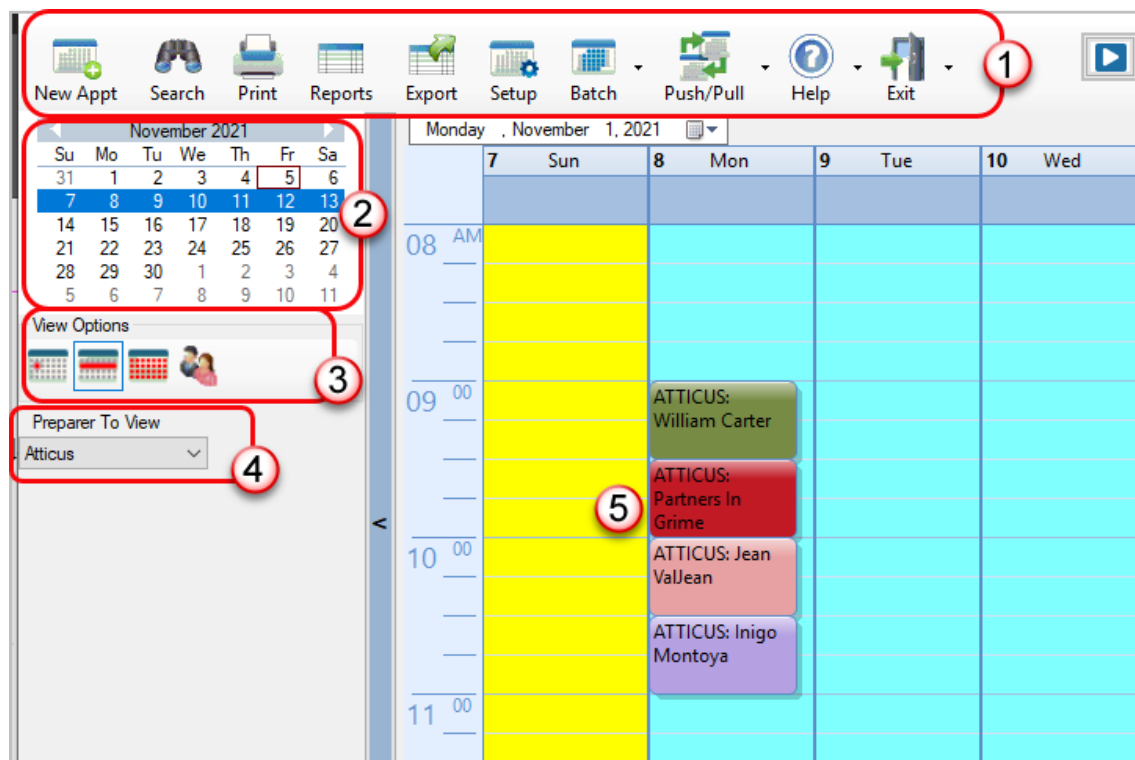 New Appt Search Print Reports Export Setup Batch Push/Pull Help Exit
1
November 2021
Su Mo Tu We Th Fr Sa
31 1 2 3 4 5 6
7 8 9 10 11 12 13
14 15 16 17 18 19 20
21 22 23 24 25 26 27
28 29 30 1 2 3 4
5 6 7 8 9 10 11
2
View Options
3
Preparer To View
Atticus
4
<
Monday , November 1, 2021
7 Sun 8 Mon 9 Tue 10 Wed
08 AM
09 00
ATTICUS:
William Carter
ATTICUS:
Partners In
Grime
5
10 00
ATTICUS: Jean
ValJean
ATTICUS: Inigo
Montoya
11 00